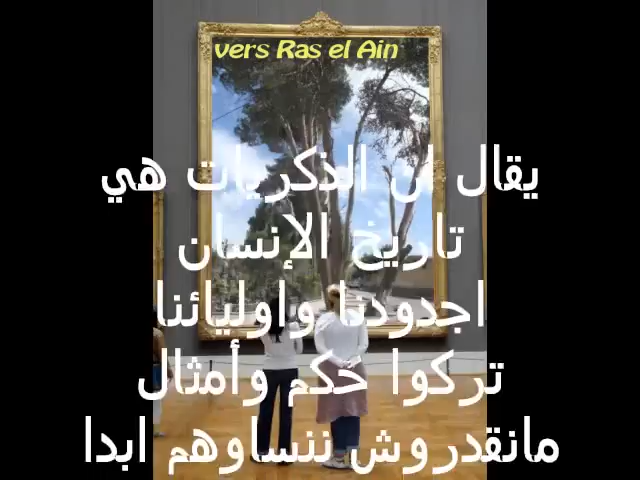 vers Ras el Ain
يقال ان الذكريات هي
تاريخ الإنسان
اجدودنا واوليائنا
تركوا حكم وأمثال
مانقدروش ننساوهم ابدا